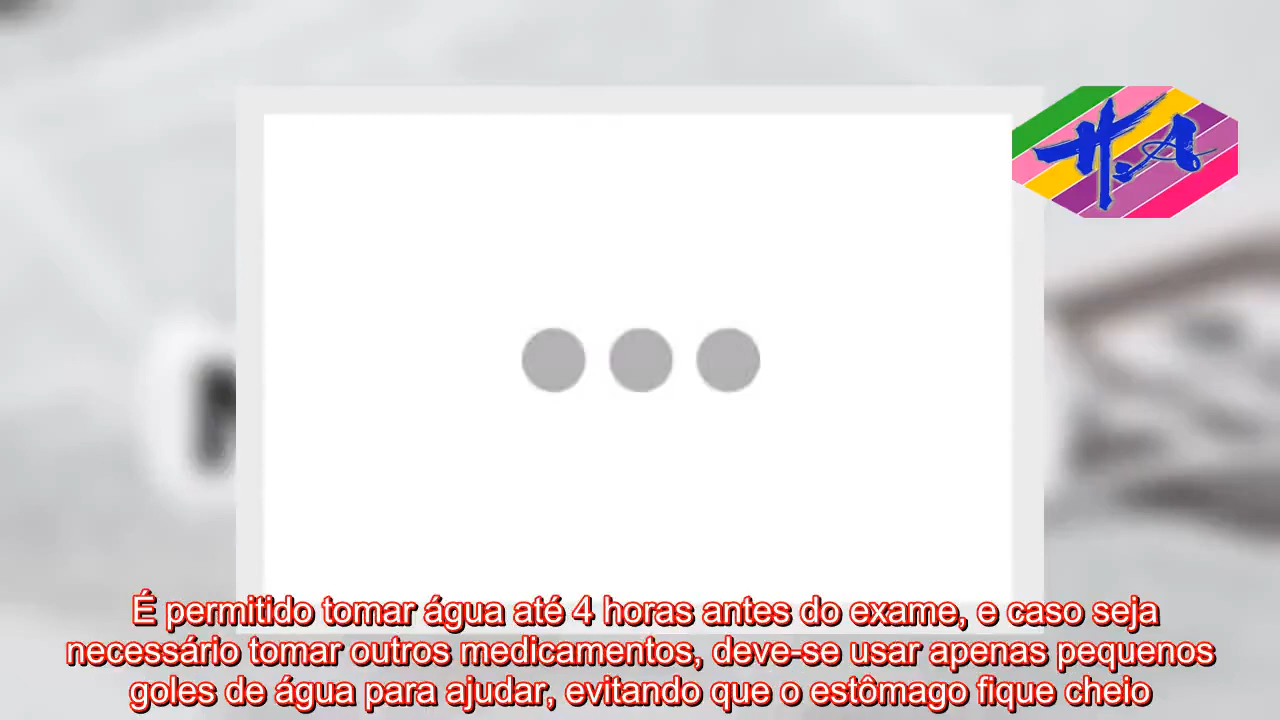 H.A
É permitido tomar água até 4 horas antes do exame, e caso seja
necessário tomar outros medicamentos, deve-se usar apenas pequenos
goles de água para ajudar, evitando que o estômago fique cheio